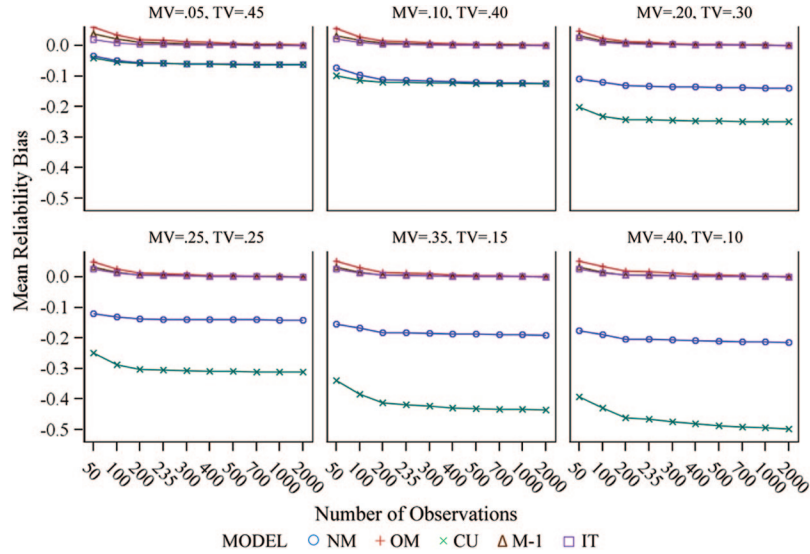 MV=.05, TV=.45 MV=.10, TV=.40 MV=.20, TV=.30
0.0
-0.1
-0.2
-0.3
-0.4
-0.5
Mean Reliability Bias
MV=.25, TV=.25 MV=.35, TV=.15 MV=.40, TV=.10
0.0
-0.1
-0.2
-0.3
-0.4
-0.5
50 100 200 235 300 400 500 700 1000 2000 50 100 200 235 300 400 500 700 1000 2000 50 100 200 235 300 400 500 700 1000 2000
Number of Observations
MODEL NM OM CU M-1 IT